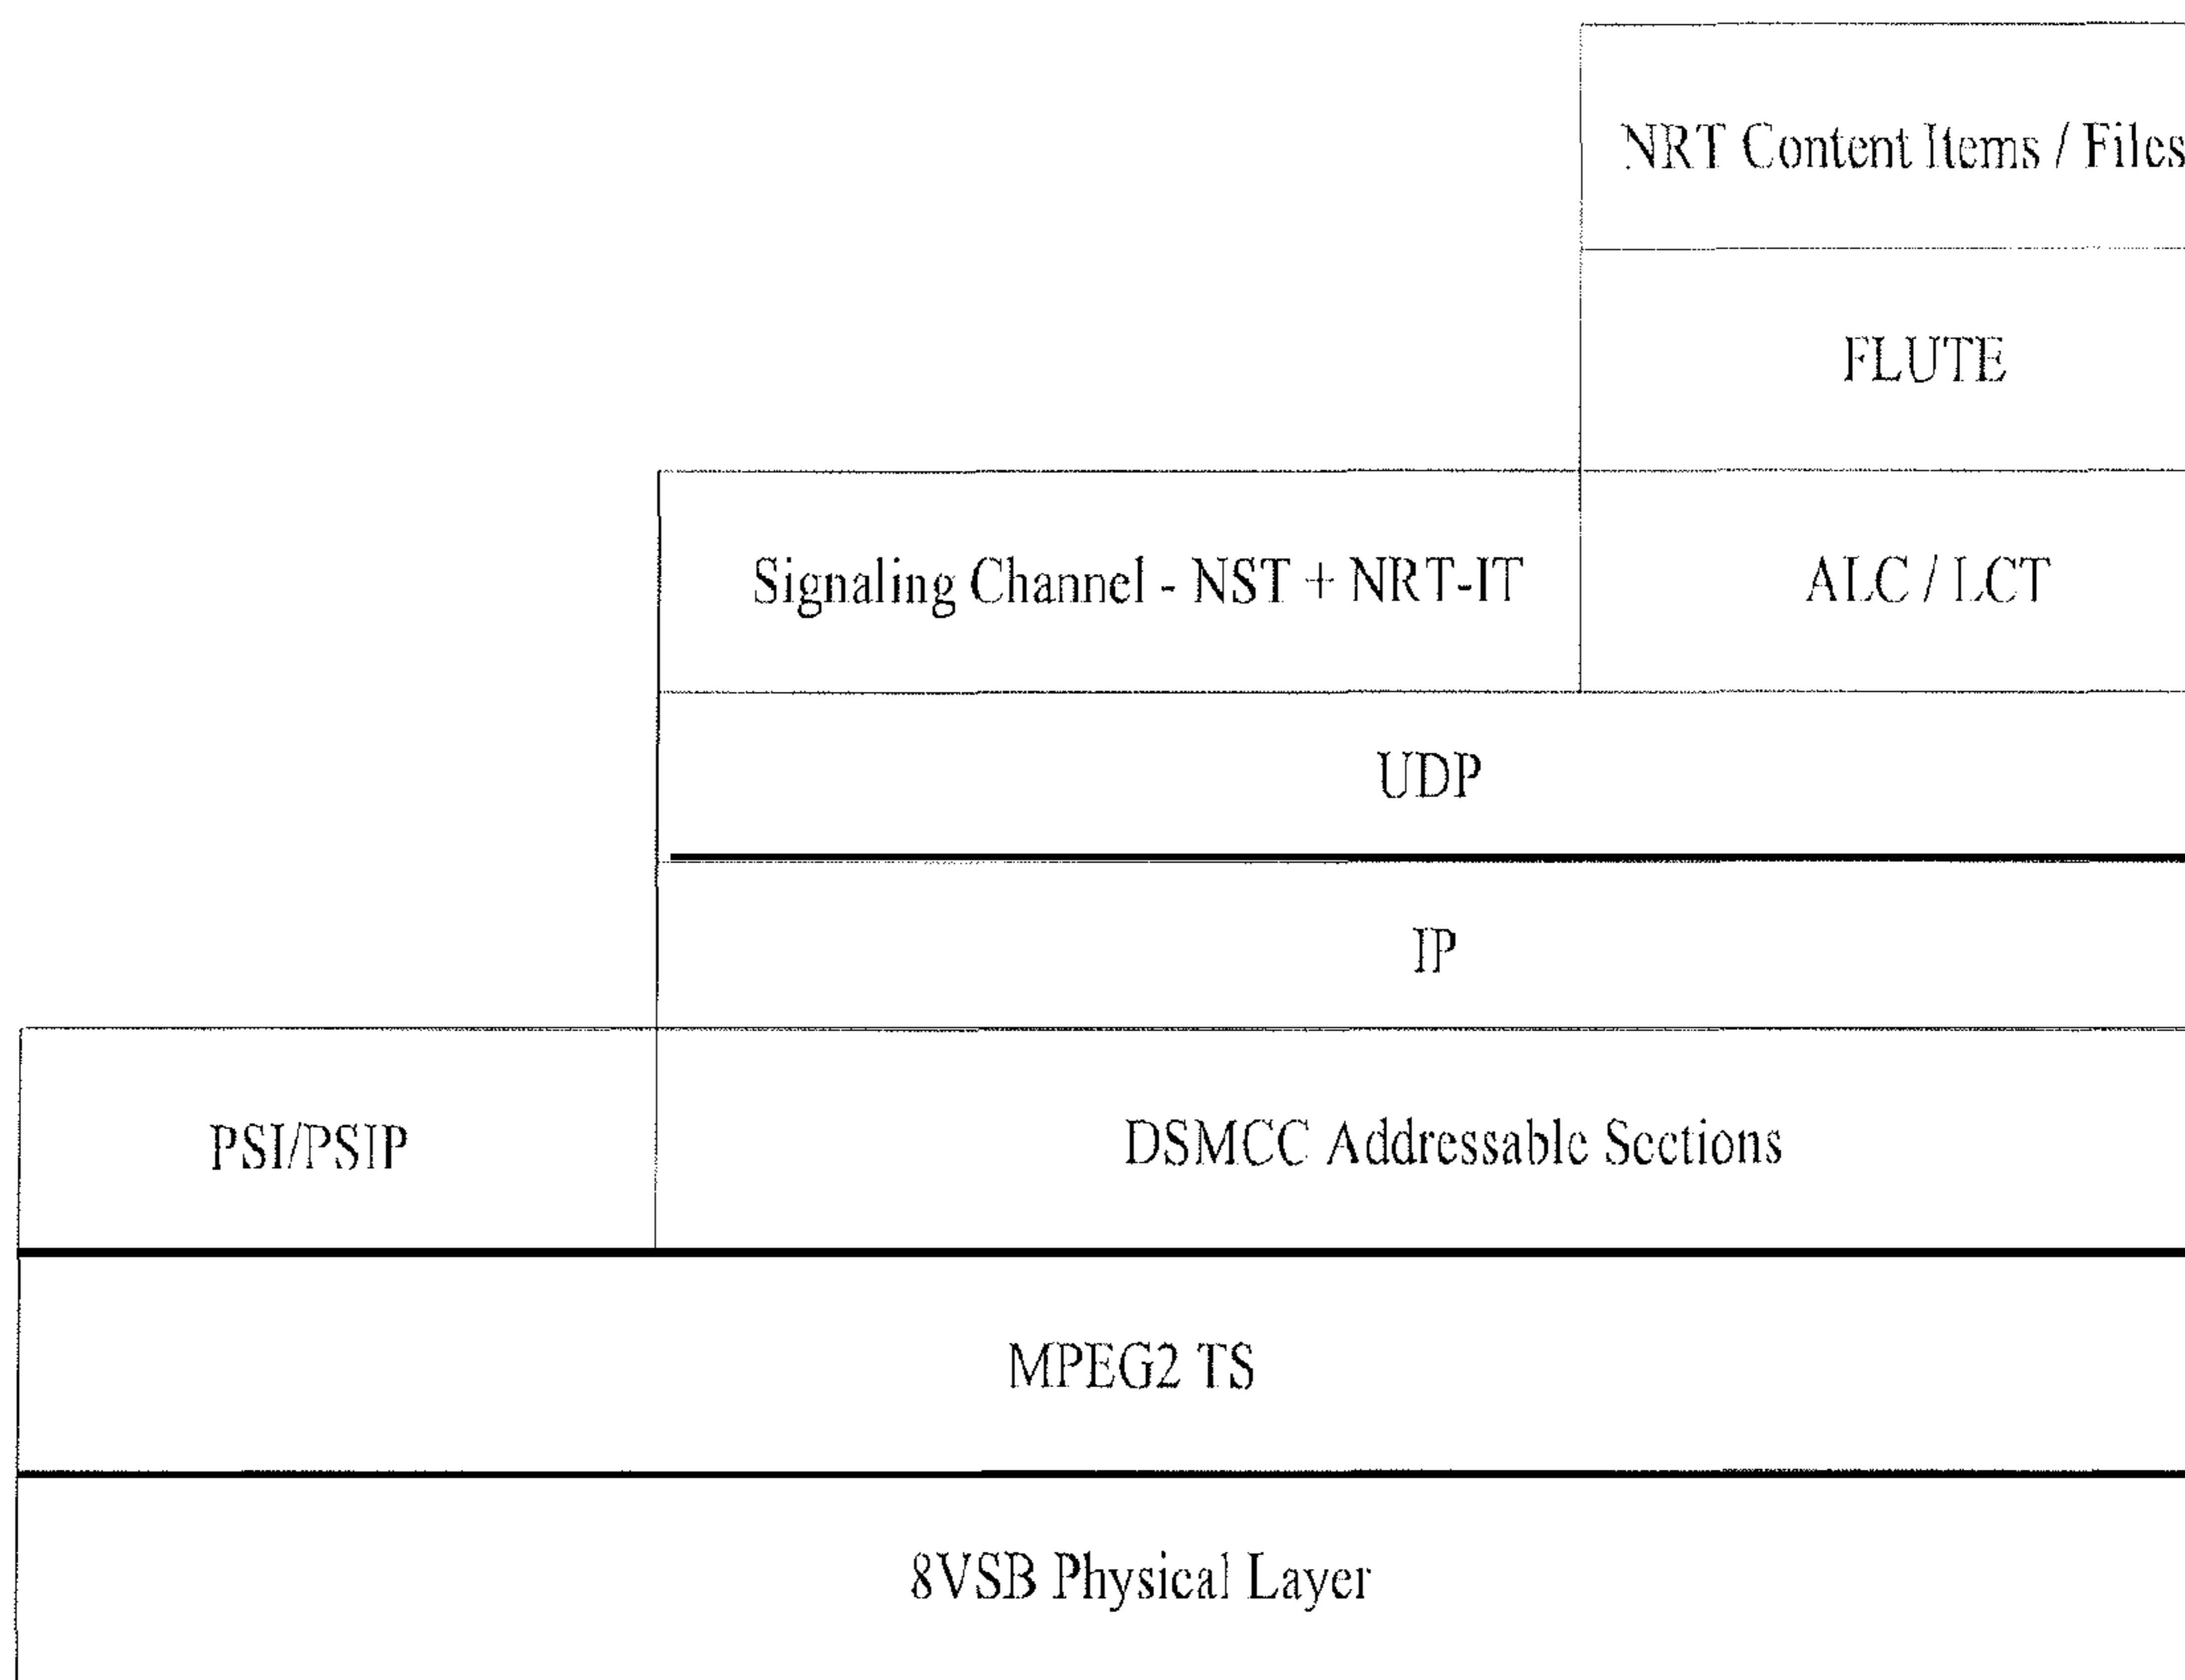 NRT Content Items / Files
FLUTE
Signaling Channel - NST + NRT-IT
ALC / LCT
UDP
IP
PSI/PSIP
DSMCC Addressable Sections
MPEG2 TS
8VSB Physical Layer